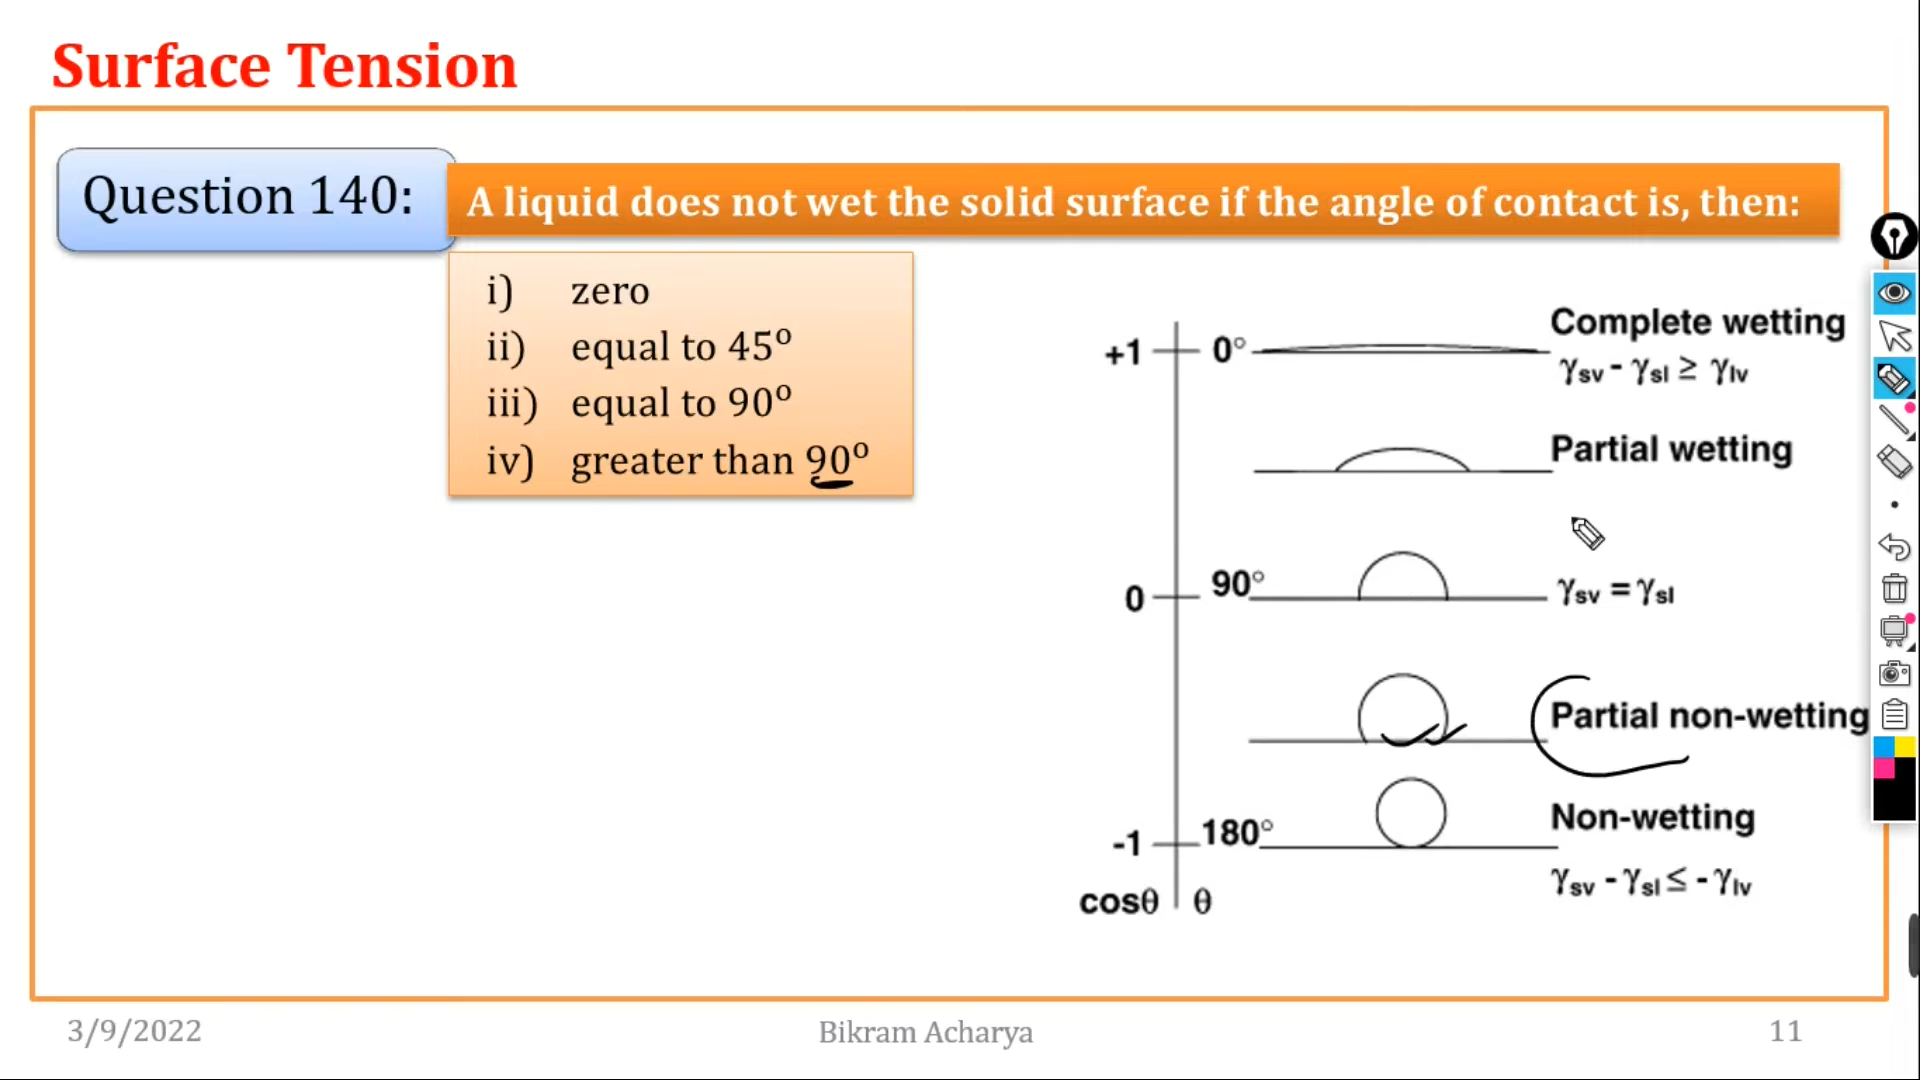 Surface Tension
Question 140:
A liquid does not wet the solid surface if the angle of contact is, then:
i) zero
ii) equal to 45º
iii) equal to 90º
iv) greater than 90º
+1 0° Complete wetting
γsv - γsl ≥ γlv
Partial wetting
0 90° γsv = γsl
Partial non-wetting
-1 180° Non-wetting
γsv - γsl ≤ - γlv
cosθ θ
3/9/2022 Bikram Acharya 11